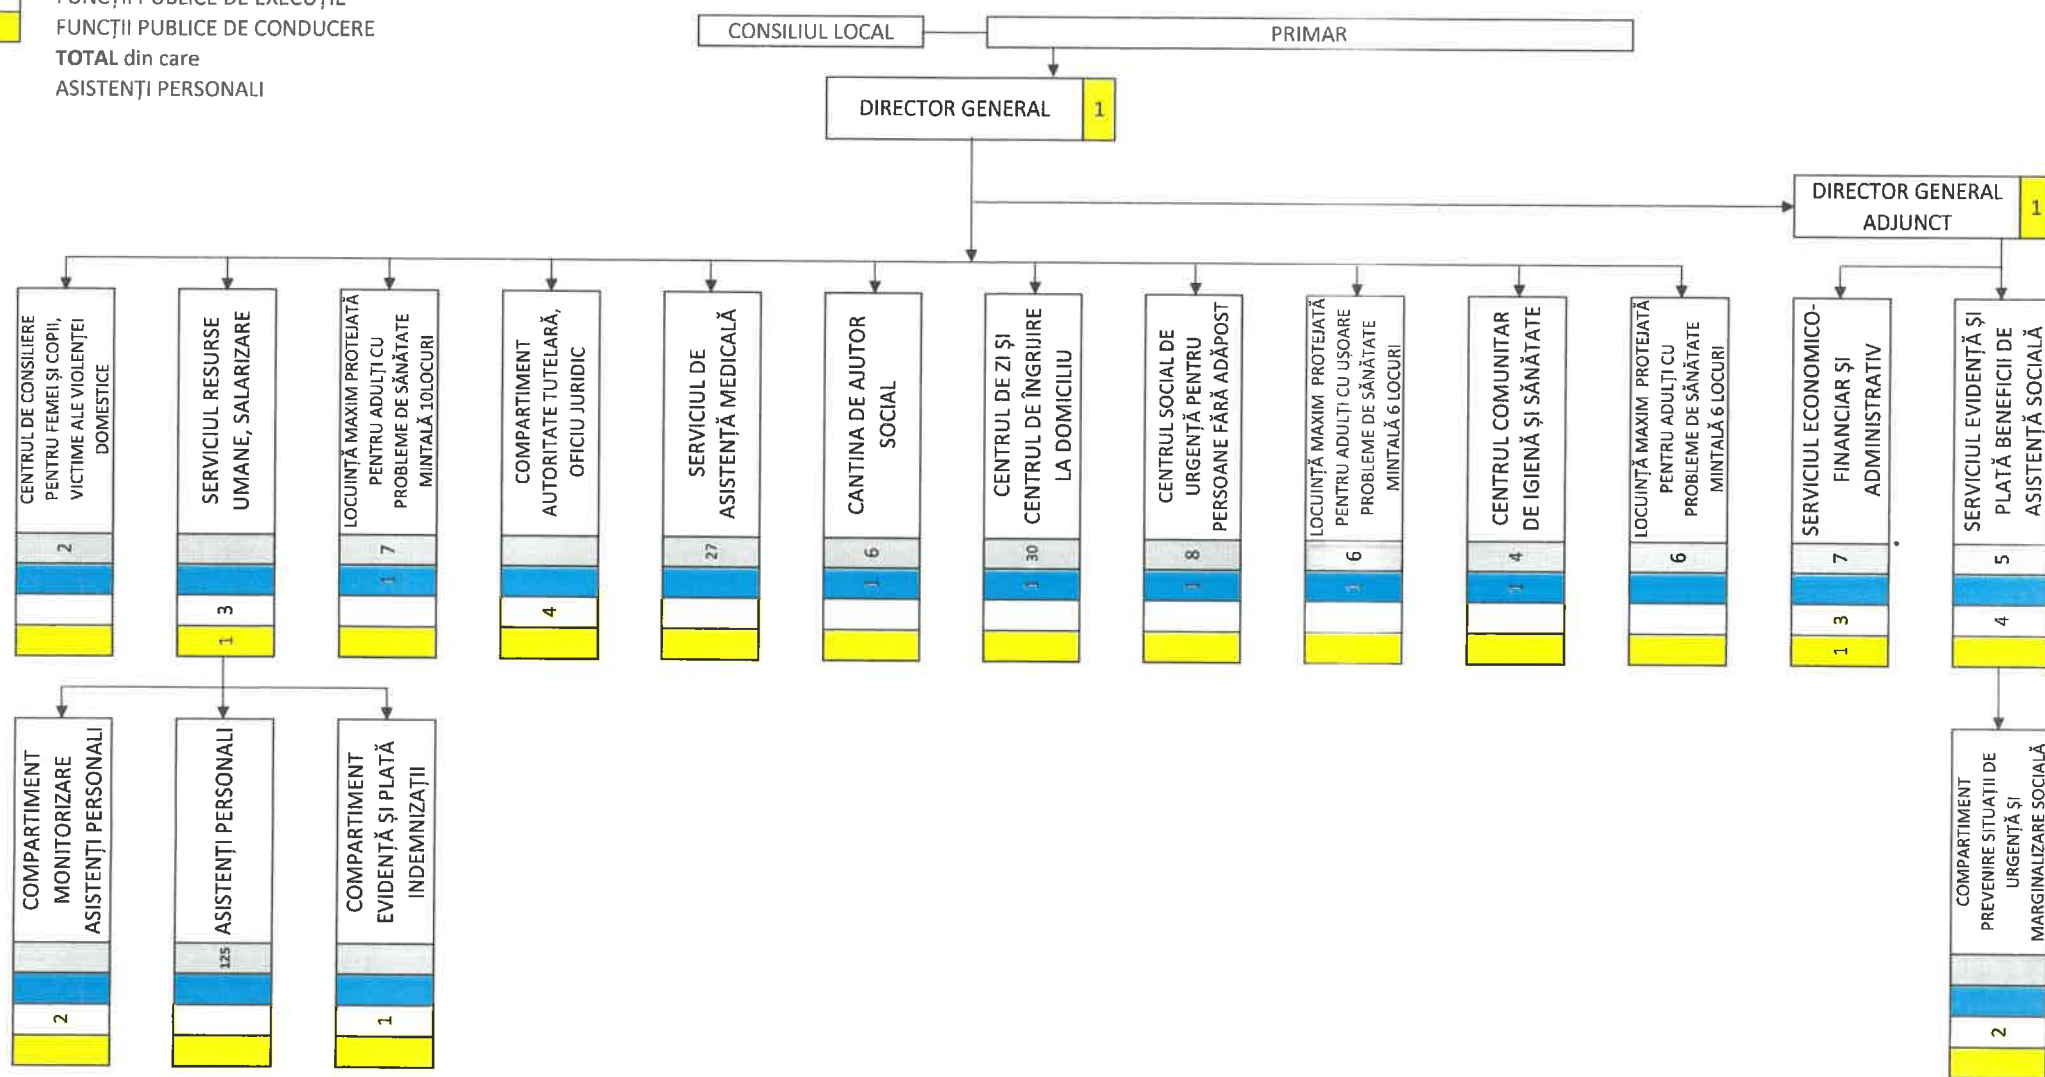 FUNCȚII PUBLICE DE EXECUȚIE
FUNCȚII PUBLICE DE CONDUCERE
TOTAL din care
ASISTENȚI PERSONALI
CONSILIUL LOCAL
PRIMAR
DIRECTOR GENERAL
1
DIRECTOR GENERAL
ADJUNCT
1
CENTRUL DE CONSILIERE
PENTRU FEMEI ȘI COPII,
VICTIME ALE VIOLENȚEI
DOMESTICE
2
SERVICIUL RESURSE
UMANE, SALARIZARE
3
1
LOCUINȚĂ MAXIM PROTEJATĂ
PENTRU ADULȚI CU
PROBLEME DE SĂNĂTATE
MINTALĂ 10LOCURI
7
1
COMPARTIMENT
AUTORITATE TUTELARĂ,
OFICIU JURIDIC
4
SERVICIUL DE
ASISTENȚĂ MEDICALĂ
27
CANTINA DE AJUTOR
SOCIAL
6
1
CENTRUL DE ZI ȘI
CENTRUL DE ÎNGRIJIRE
LA DOMICILIU
30
1
CENTRUL SOCIAL DE
URGENȚĂ PENTRU
PERSOANE FĂRĂ ADĂPOST
8
1
LOCUINȚĂ MAXIM PROTEJATĂ
PENTRU ADULȚI CU UȘOARE
PROBLEME DE SĂNĂTATE
MINTALĂ 6 LOCURI
6
1
CENTRUL COMUNITAR
DE IGIENĂ ȘI SĂNĂTATE
4
1
LOCUINȚĂ MAXIM PROTEJATĂ
PENTRU ADULȚI CU
PROBLEME DE SĂNĂTATE
MINTALĂ 6 LOCURI
6
SERVICIUL ECONOMICO-
FINANCIAR ȘI
ADMINISTRATIV
7
3
1
SERVICIUL EVIDENȚĂ ȘI
PLATĂ BENEFICII DE
ASISTENȚĂ SOCIALĂ
5
4
COMPARTIMENT
MONITORIZARE
ASISTENȚI PERSONALI
2
ASISTENȚI PERSONALI
125
COMPARTIMENT
EVIDENȚĂ ȘI PLATĂ
INDEMNIZAȚII
1
COMPARTIMENT
PREVENIRE SITUAȚII DE
URGENȚĂ ȘI
MARGINALIZARE SOCIALĂ
2